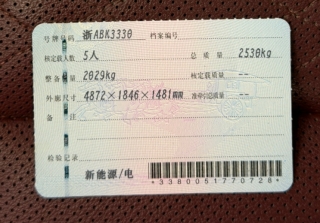 号牌号码 浙ABK3330 档案编号
核定载人数 5人 总质量 2530kg
整备质量 2029kg 核定载质量 --
外廓尺寸 4872×1846×1481mm 准牵引总质量 --
备注
检验记录
新能源/电
*3380051770728*